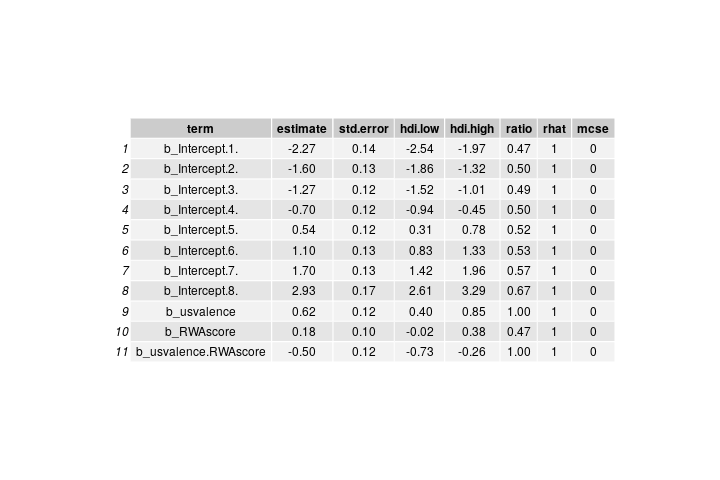 term estimate std.error hdi.low hdi.high ratio rhat mcse
1 b_Intercept.1. -2.27 0.14 -2.54 -1.97 0.47 1 0
2 b_Intercept.2. -1.60 0.13 -1.86 -1.32 0.50 1 0
3 b_Intercept.3. -1.27 0.12 -1.52 -1.01 0.49 1 0
4 b_Intercept.4. -0.70 0.12 -0.94 -0.45 0.50 1 0
5 b_Intercept.5. 0.54 0.12 0.31 0.78 0.52 1 0
6 b_Intercept.6. 1.10 0.13 0.83 1.33 0.53 1 0
7 b_Intercept.7. 1.70 0.13 1.42 1.96 0.57 1 0
8 b_Intercept.8. 2.93 0.17 2.61 3.29 0.67 1 0
9 b_usvalence 0.62 0.12 0.40 0.85 1.00 1 0
10 b_RWAscore 0.18 0.10 -0.02 0.38 0.47 1 0
11 b_usvalence.RWAscore -0.50 0.12 -0.73 -0.26 1.00 1 0